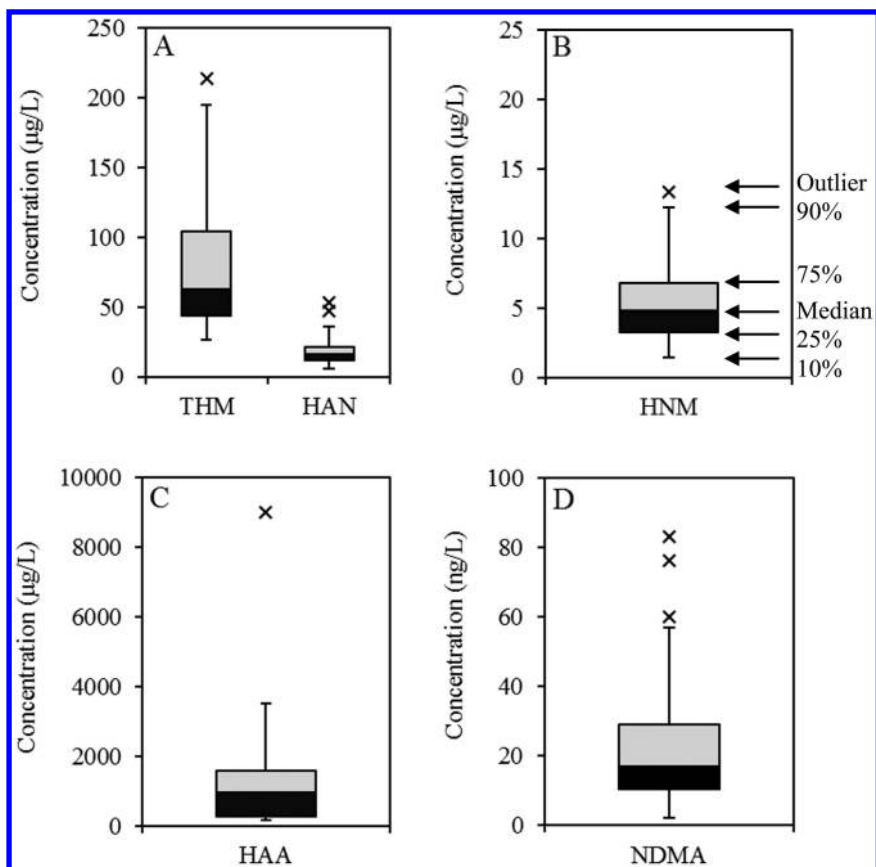 A
Concentration (µg/L)
250
200
150
100
50
0
THM
HAN
B
Concentration (µg/L)
25
20
15
10
5
0
HNM
Outlier
90%
75%
Median
25%
10%
C
Concentration (µg/L)
10000
8000
6000
4000
2000
0
HAA
D
Concentration (ng/L)
100
80
60
40
20
0
NDMA